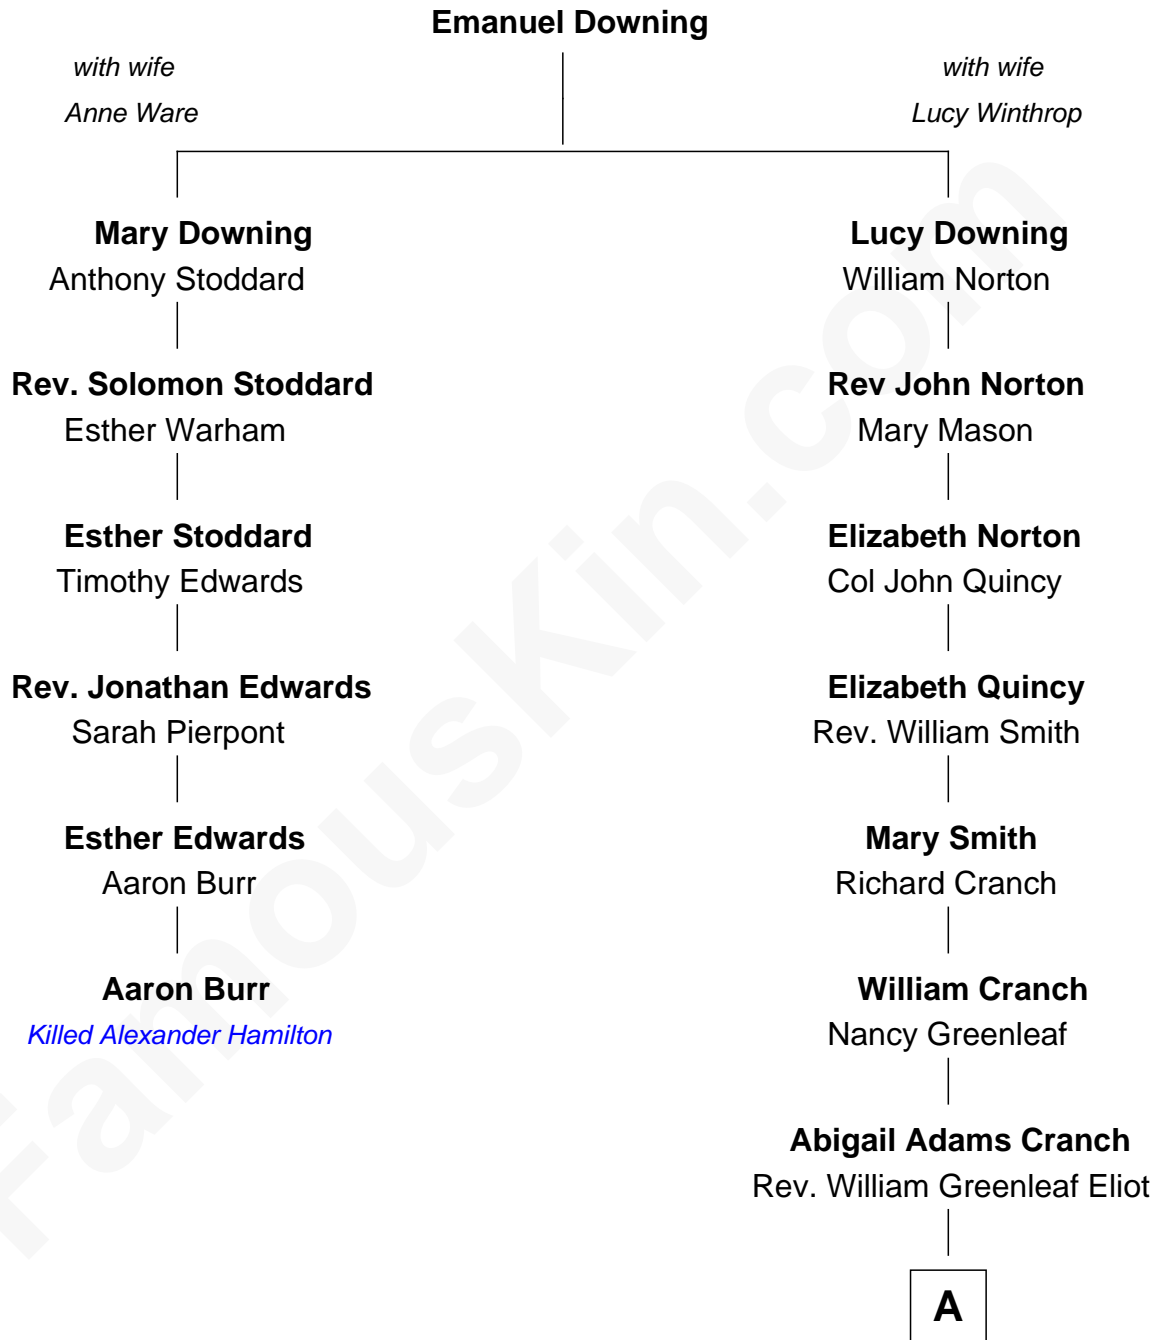 Emanuel Downing
with wife
Anne Ware
with wife
Lucy Winthrop
Mary Downing
Anthony Stoddard
Lucy Downing
William Norton
Rev. Solomon Stoddard
Esther Warham
Rev John Norton
Mary Mason
Esther Stoddard
Timothy Edwards
Elizabeth Norton
Col John Quincy
Rev. Jonathan Edwards
Sarah Pierpont
Elizabeth Quincy
Rev. William Smith
Esther Edwards
Aaron Burr
Mary Smith
Richard Cranch
Aaron Burr
Killed Alexander Hamilton
William Cranch
Nancy Greenleaf
Abigail Adams Cranch
Rev. William Greenleaf Eliot
A
FamousKin.com